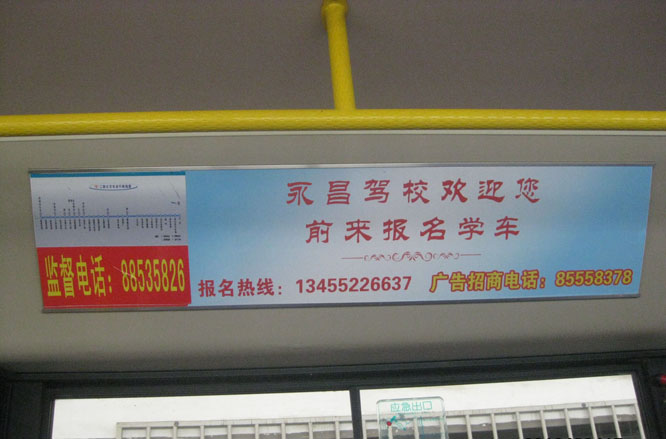 永昌驾校欢迎您
前来报名学车
监督电话：88535826
报名热线：13455226637
广告招商电话：85558378
应急出口